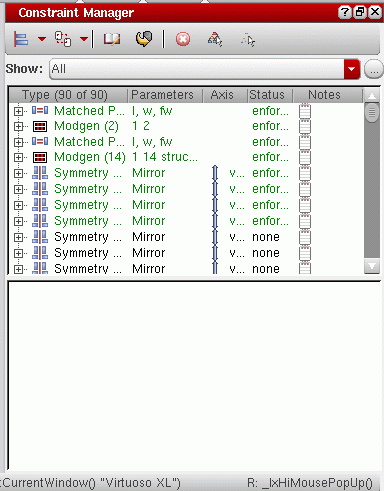 Constraint Manager
Show: All
Type (90 of 90) Parameters Axis Status Notes
Matched P... l, w, fw enfor...
Modgen (2) 1 2 enfor...
Matched P... l, w, fw enfor...
Modgen (14) 1 14 struc... enfor...
Symmetry ... Mirror v... enfor...
Symmetry ... Mirror v... enfor...
Symmetry ... Mirror v... enfor...
Symmetry ... Mirror v... enfor...
Symmetry ... Mirror v... none
Symmetry ... Mirror v... none
Symmetry ... Mirror v... none
:CurrentWindow() "Virtuoso XL") R: _lxHiMousePopUp()